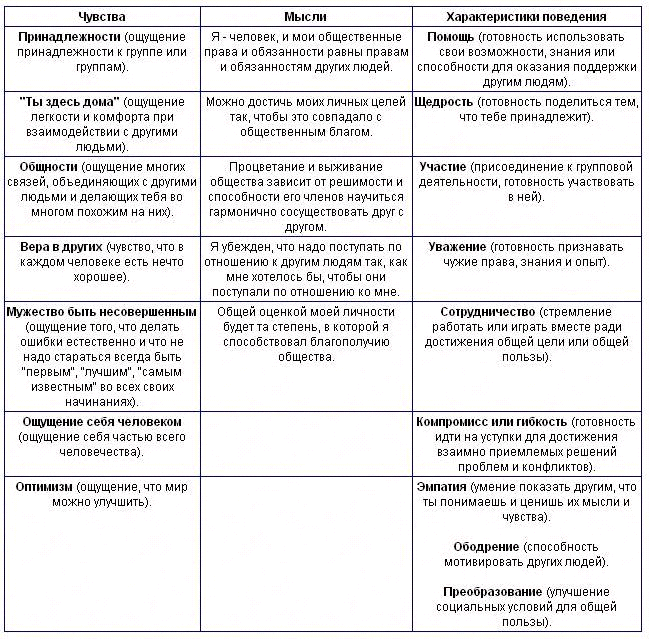 Чувства
Мысли
Характеристики поведения
Принадлежности (ощущение
принадлежности к группе или
группам).
Я - человек, и мои общественные
права и обязанности равны правам
и обязанностям других людей.
Помощь (готовность использовать
свои возможности, знания или
способности для оказания поддержки
другим людям).
"Ты здесь дома" (ощущение
легкости и комфорта при
взаимодействии с другими
людьми).
Можно достичь моих личных целей
так, чтобы это совпадало с
общественным благом.
Щедрость (готовность поделиться тем,
что тебе принадлежит).
Общности (ощущение многих
связей, объединяющих с другими
людьми и делающих тебя во
многом похожим на них).
Процветание и выживание
общества зависит от решимости и
способности его членов научиться
гармонично сосуществовать друг с
другом.
Участие (присоединение к групповой
деятельности, готовность участвовать
в ней).
Вера в других (чувство, что в
каждом человеке есть нечто
хорошее).
Я убежден, что надо поступать по
отношению к другим людям так, как
мне хотелось бы, чтобы они
поступали по отношению ко мне.
Уважение (готовность признавать
чужие права, знания и опыт).
Мужество быть несовершенным
(ощущение того, что делать
ошибки естественно и что не
надо стараться всегда быть
"первым", "лучшим", "самым
известным" во всех своих
начинаниях).
Общей оценкой моей личности
будет та степень, в которой я
способствовал благополучию
общества.
Сотрудничество (стремление
работать или играть вместе ради
достижения общей цели или общей
пользы).
Ощущение себя человеком
(ощущение себя частью всего
человечества).
Компромисс или гибкость (готовность
идти на уступки для достижения
взаимно приемлемых решений
проблем и конфликтов).
Оптимизм (ощущение, что мир
можно улучшить).
Эмпатия (умение показать другим, что
ты понимаешь и ценишь их мысли и
чувства).
Ободрение (способность
мотивировать других людей).
Преобразование (улучшение
социальных условий для общей
пользы).